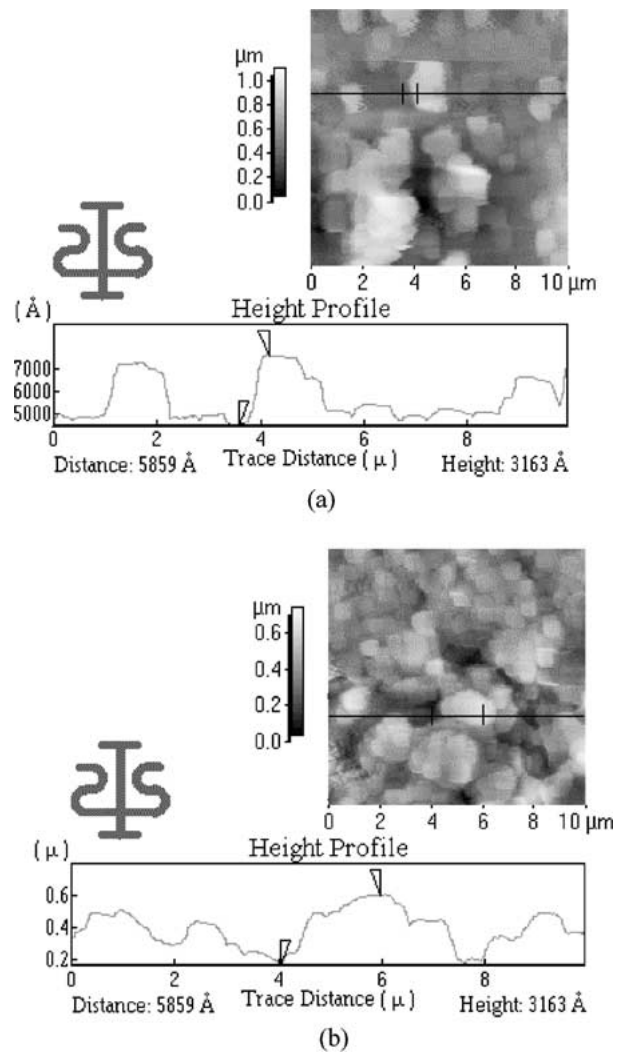 μm
1.0
0.8
0.6
0.4
0.2
0.0
0 2 4 6 8 10 μm
(Å)
Height Profile
7000
6000
5000
0 2 4 6 8
Distance: 5859 Å Trace Distance ( μ ) Height: 3163 Å
(a)
μm
0.6
0.4
0.2
0.0
0 2 4 6 8 10 μm
( μ )
Height Profile
0.6
0.4
0.2
0 2 4 6 8
Distance: 5859 Å Trace Distance ( μ ) Height: 3163 Å
(b)